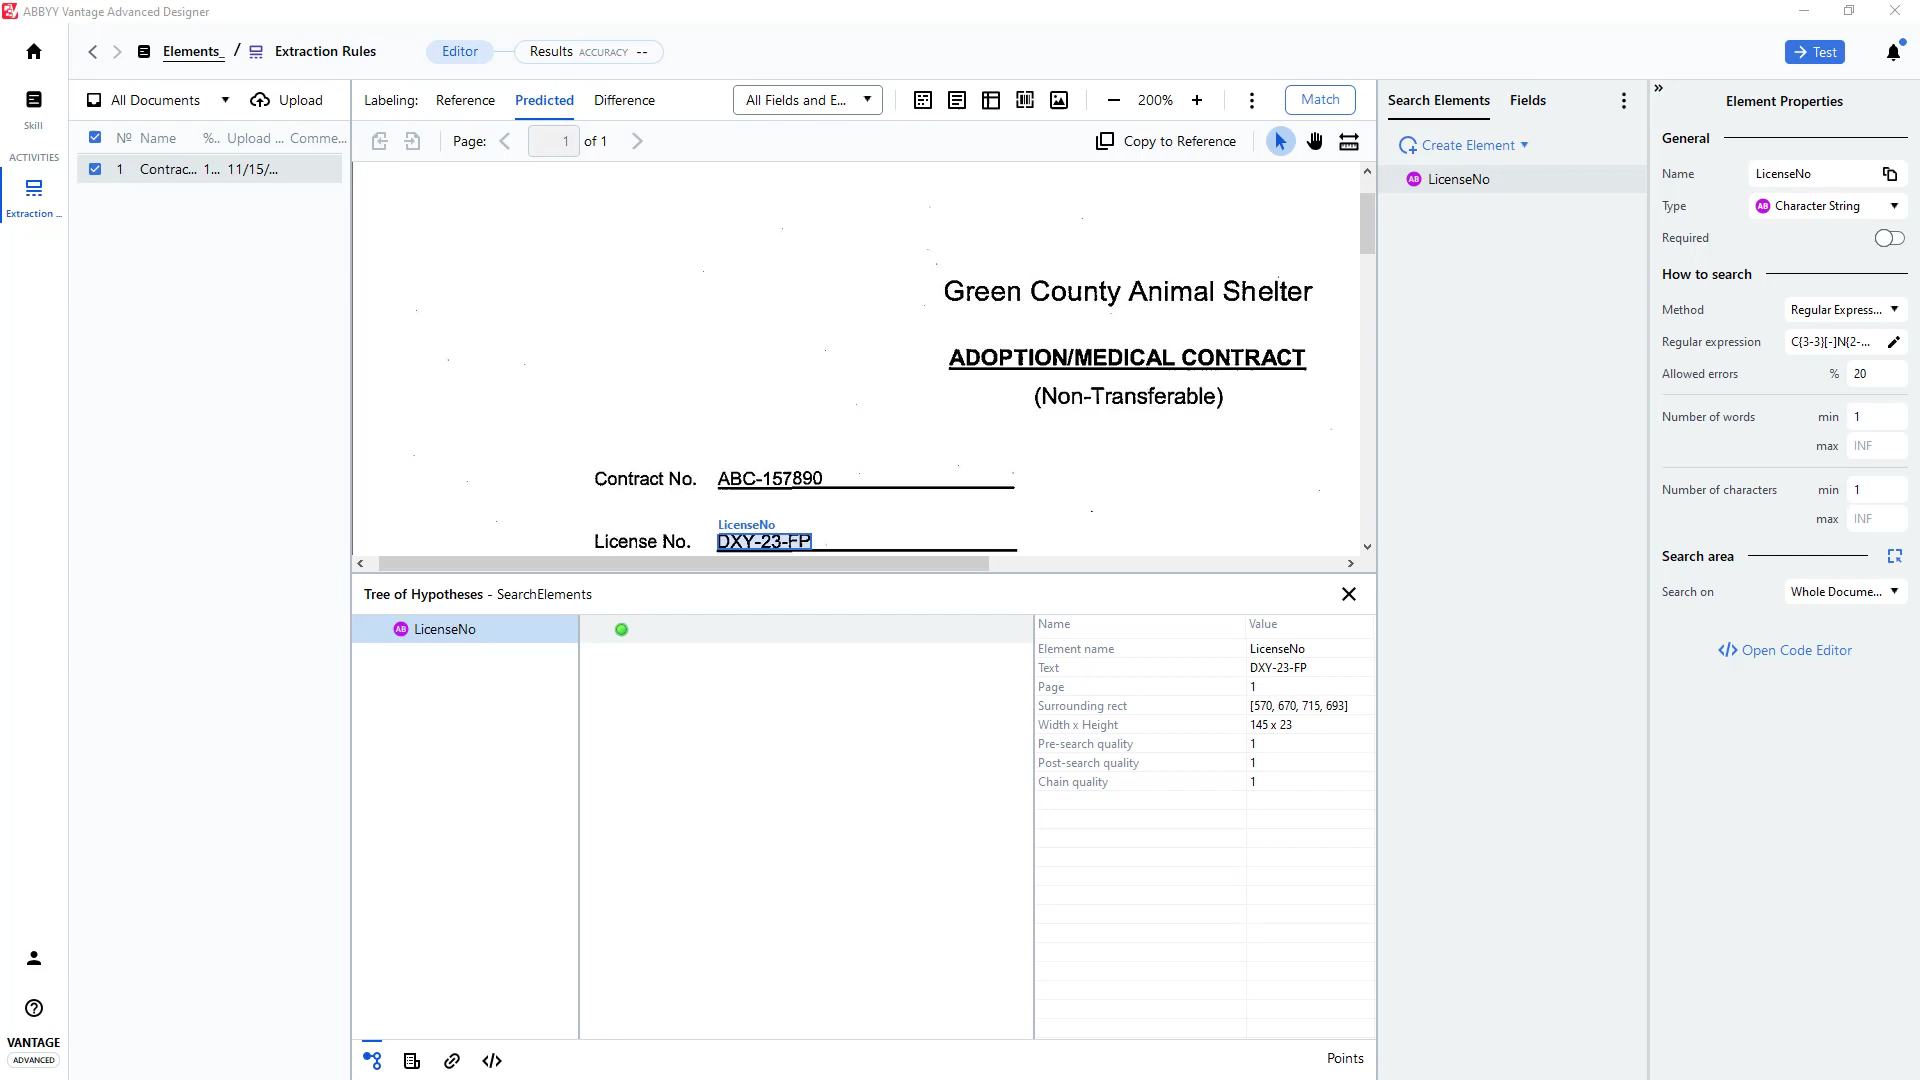 ABBYY Vantage Advanced Designer
Elements_ / Extraction Rules
Editor
Results ACCURACY --
Test
Skill
ACTIVITIES
Extraction ...
All Documents
Upload
№ Name %.. Upload ... Comme...
1 Contrac... 1... 11/15/...
Labeling: Reference Predicted Difference
All Fields and E...
200%
Match
Page: 1 of 1
Copy to Reference
Green County Animal Shelter
ADOPTION/MEDICAL CONTRACT
(Non-Transferable)
Contract No. ABC-157890
LicenseNo
License No. DXY-23-FP
Tree of Hypotheses - SearchElements
LicenseNo
Name Value
Element name LicenseNo
Text DXY-23-FP
Page 1
Surrounding rect [570, 670, 715, 693]
Width x Height 145 x 23
Pre-search quality 1
Post-search quality 1
Chain quality 1
Points
Search Elements Fields
Create Element
AB LicenseNo
Element Properties
General
Name LicenseNo
Type AB Character String
Required
How to search
Method Regular Express...
Regular expression C{3-3}[-]N{2-...
Allowed errors % 20
Number of words min 1
max INF
Number of characters min 1
max INF
Search area
Search on Whole Docume...
</> Open Code Editor
VANTAGE
ADVANCED